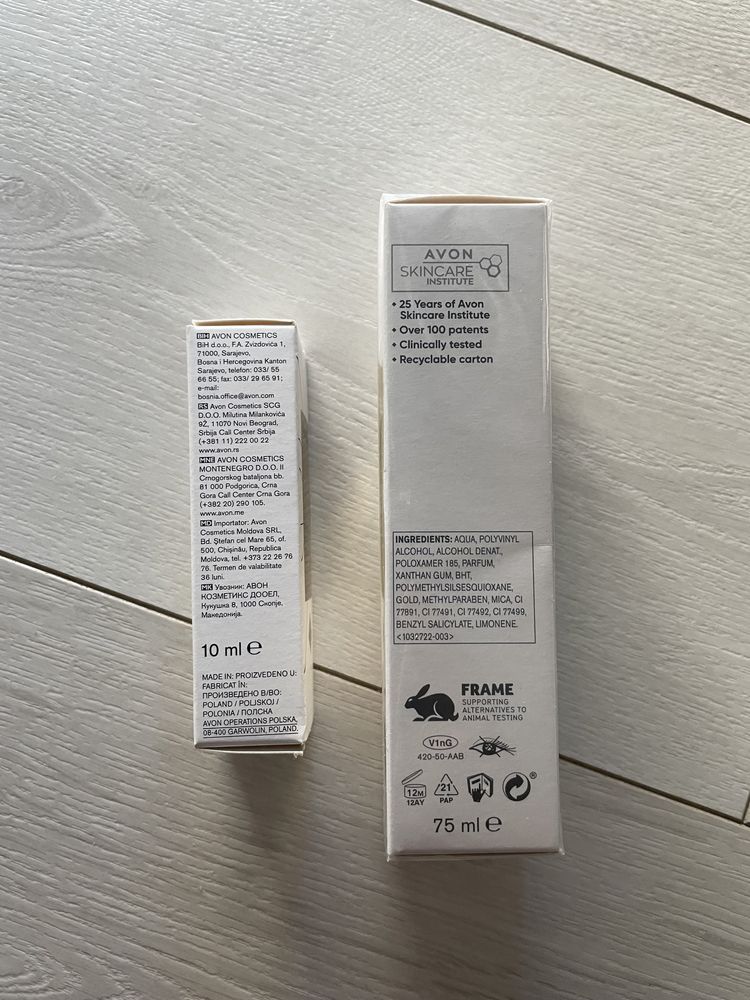 BIH AVON COSMETICS
BiH d.o.o., F.A. Zvizdovića 1,
71000, Sarajevo,
Bosna i Hercegovina Kanton
Sarajevo, telefon: 033/ 55
66 55; fax: 033/ 29 65 91;
e-mail:
bosnia.office@avon.com
RS Avon Cosmetics SCG
D.O.O. Milutina Milankovića
9Ž, 11070 Novi Beograd,
Srbija Call Center Srbija
(+381 11) 222 00 22
www.avon.rs
MNE AVON COSMETICS
MONTENEGRO D.O.O. II
Crnogorskog bataljona bb.
81 000 Podgorica, Crna
Gora Call Center Crna Gora
(+382 20) 290 105.
www.avon.me
MD Importator: Avon
Cosmetics Moldova SRL,
Bd. Ştefan cel Mare 65, of.
500, Chişinău, Republica
Moldova, tel. +373 22 26 76
76. Termen de valabilitate
36 luni.
MK Увозник: АВОН
КОЗМЕТИКС ДООЕЛ,
Кукушка 8, 1000 Скопје,
Македонија.
10 ml ℮
MADE IN: PROIZVEDENO U:
FABRICAT ÎN:
ПРОИЗВЕДЕНО В/ВО:
POLAND / POLJSKOJ /
POLONIA / ПОЛСКА
AVON OPERATIONS POLSKA,
08-400 GARWOLIN, POLAND.
AVON
SKINCARE
INSTITUTE
• 25 Years of Avon
Skincare Institute
• Over 100 patents
• Clinically tested
• Recyclable carton
INGREDIENTS: AQUA, POLYVINYL
ALCOHOL, ALCOHOL DENAT.,
POLOXAMER 185, PARFUM,
XANTHAN GUM, BHT,
POLYMETHYLSILSESQUIOXANE,
GOLD, METHYLPARABEN, MICA, CI
77891, CI 77491, CI 77492, CI 77499,
BENZYL SALICYLATE, LIMONENE.
<1032722-003>
FRAME
SUPPORTING
ALTERNATIVES TO
ANIMAL TESTING
V1nG
420-50-AAB
12M
12AY
21
PAP
®
75 ml ℮